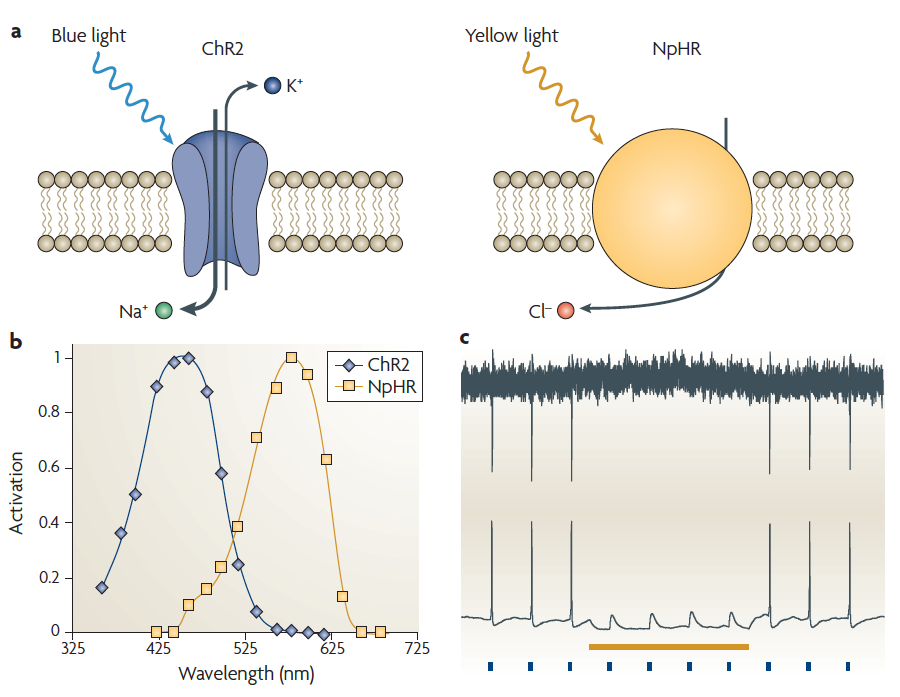 a
Blue light
ChR2
K⁺
Na⁺
Yellow light
NpHR
Cl⁻
b
ChR2
NpHR
1
0.8
0.6
0.4
0.2
0
Activation
325
425
525
625
725
Wavelength (nm)
c